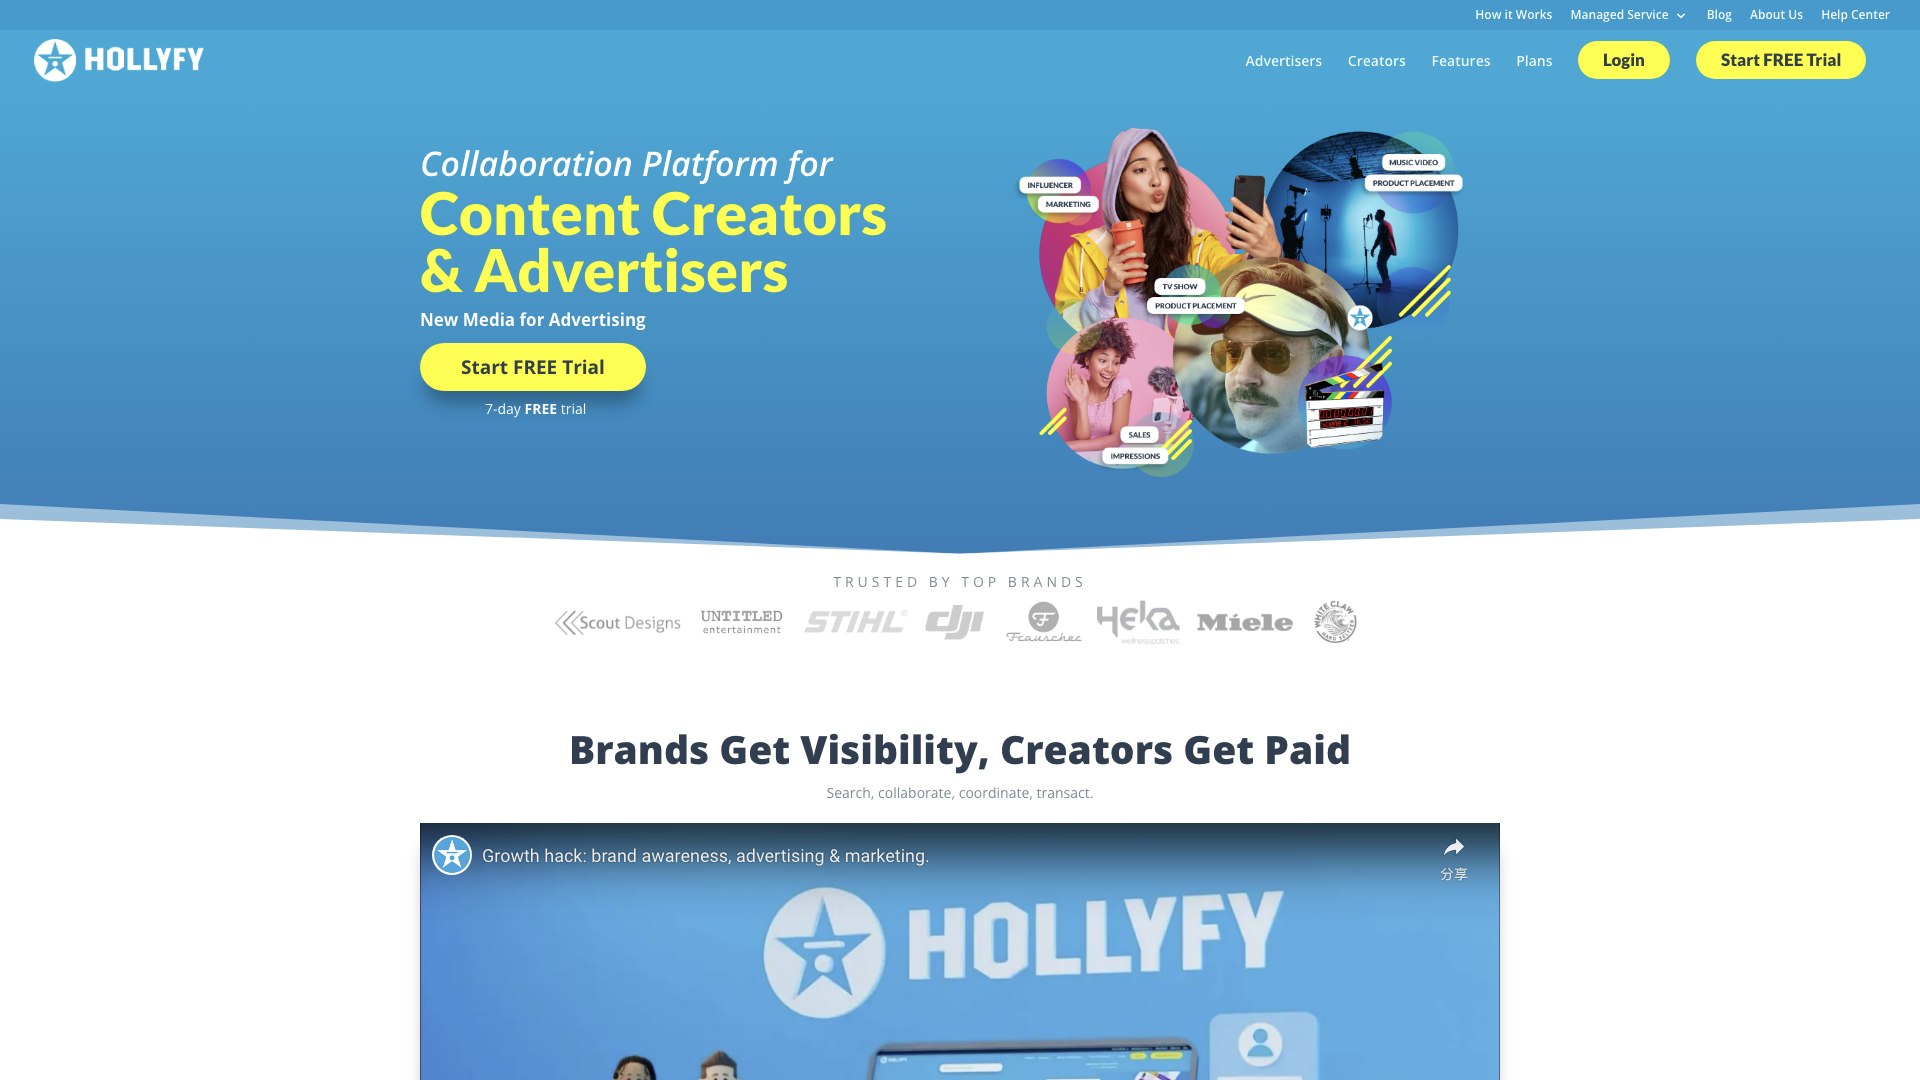 How it Works
Managed Service
Blog
About Us
Help Center
HOLLYFY
Advertisers
Creators
Features
Plans
Login
Start FREE Trial
Collaboration Platform for
Content Creators
& Advertisers
New Media for Advertising
Start FREE Trial
7-day FREE trial
INFLUENCER
MARKETING
MUSIC VIDEO
PRODUCT PLACEMENT
TV SHOW
PRODUCT PLACEMENT
SALES
IMPRESSIONS
TRUSTED BY TOP BRANDS
Scout Designs
UNTITLED
entertainment
STIHL®
dji
F
Frauscher
HEKA
wellnesspatches
Miele
WHITE CLAW
HARD SELTZER
Brands Get Visibility, Creators Get Paid
Search, collaborate, coordinate, transact.
Growth hack: brand awareness, advertising & marketing.
分享
HOLLYFY
HOLLYFY